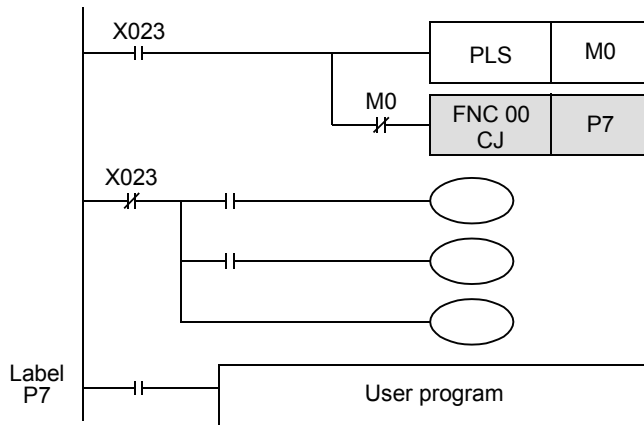 X023
PLS M0
M0
FNC 00 P7
CJ
X023
Label
P7
User program